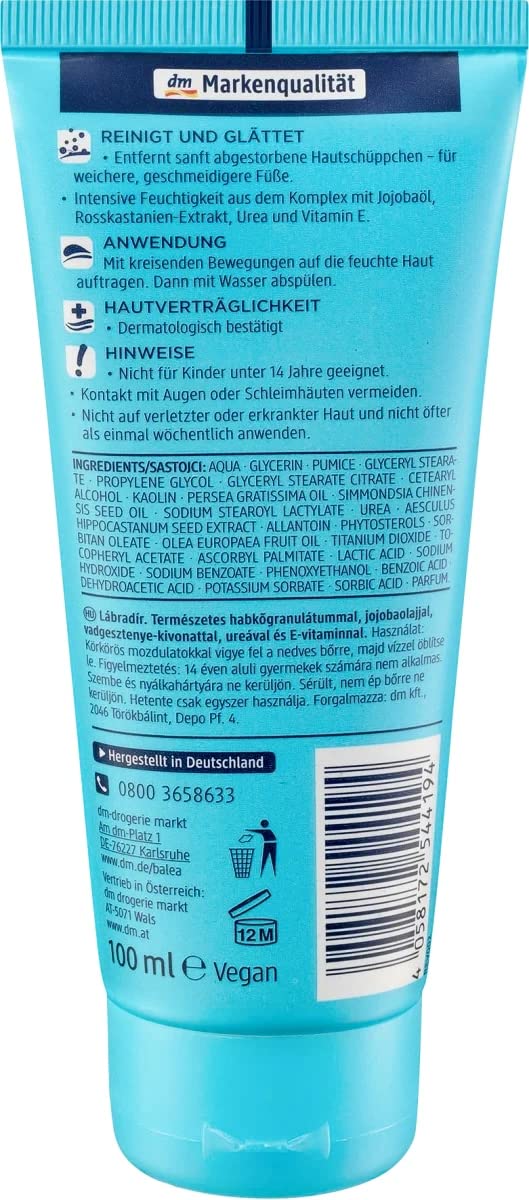 dm Markenqualität
REINIGT UND GLÄTTET
• Entfernt sanft abgestorbene Hautschüppchen – für
weichere, geschmeidigere Füße.
• Intensive Feuchtigkeit aus dem Komplex mit Jojobaöl,
Rosskastanien-Extrakt, Urea und Vitamin E.
ANWENDUNG
Mit kreisenden Bewegungen auf die feuchte Haut
auftragen. Dann mit Wasser abspülen.
HAUTVERTRÄGLICHKEIT
• Dermatologisch bestätigt
HINWEISE
• Nicht für Kinder unter 14 Jahre geeignet.
• Kontakt mit Augen oder Schleimhäuten vermeiden.
• Nicht auf verletzter oder erkrankter Haut und nicht öfter
als einmal wöchentlich anwenden.
INGREDIENTS/SASTOJCI: AQUA · GLYCERIN · PUMICE · GLYCERYL STEARA-
TE · PROPYLENE GLYCOL · GLYCERYL STEARATE CITRATE · CETEARYL
ALCOHOL · KAOLIN · PERSEA GRATISSIMA OIL · SIMMONDSIA CHINEN-
SIS SEED OIL · SODIUM STEAROYL LACTYLATE · UREA · AESCULUS
HIPPOCASTANUM SEED EXTRACT · ALLANTOIN · PHYTOSTEROLS · SOR-
BITAN OLEATE · OLEA EUROPAEA FRUIT OIL · TITANIUM DIOXIDE · TO-
COPHERYL ACETATE · ASCORBYL PALMITATE · LACTIC ACID · SODIUM
HYDROXIDE · SODIUM BENZOATE · PHENOXYETHANOL · BENZOIC ACID ·
DEHYDROACETIC ACID · POTASSIUM SORBATE · SORBIC ACID · PARFUM.
HU Lábradír. Természetes habkőgranulátummal, jojobaolajjal,
vadgesztenye-kivonattal, ureával és E-vitaminnal. Használat:
Körkörös mozdulatokkal vigye fel a nedves bőrre, majd vízzel öblítse
le. Figyelmeztetés: 14 éven aluli gyermekek számára nem alkalmas.
Szembe és nyálkahártyára ne kerüljön. Sérült, nem ép bőrre ne
kerüljön. Hetente csak egyszer használja. Forgalmazza: dm kft.,
2046 Törökbálint, Depo Pf. 4.
Hergestellt in Deutschland
0800 3658633
dm-drogerie markt
Am dm-Platz 1
DE-76227 Karlsruhe
www.dm.de/balea
Vertrieb in Österreich:
dm drogerie markt
AT-5071 Wals
www.dm.at
12 M
100 ml ℮ Vegan
4 058172 544194